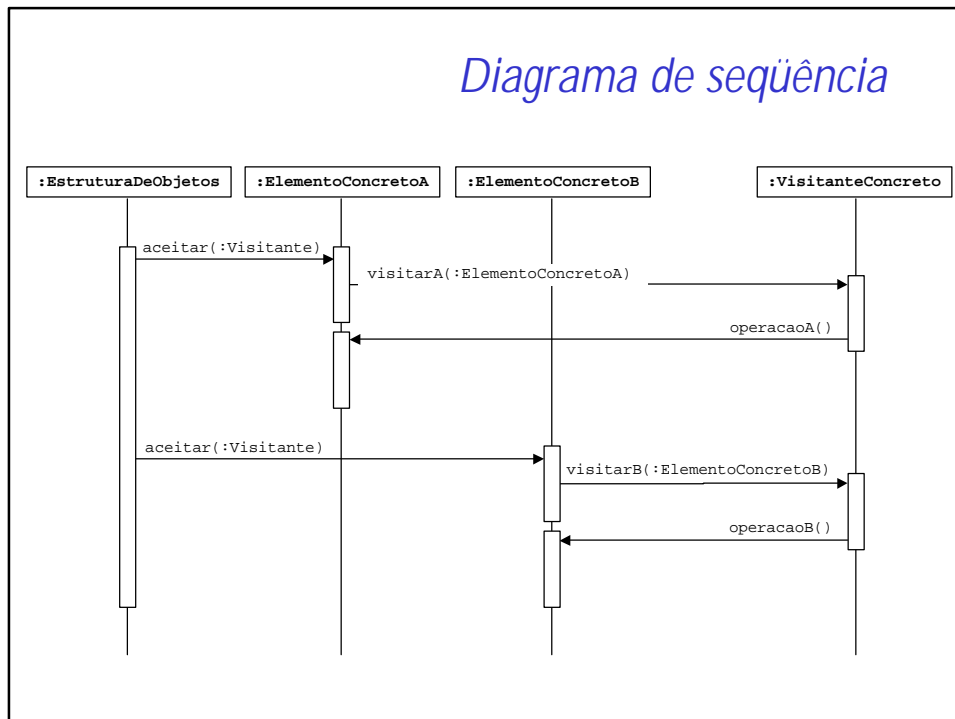 Diagrama de seqüência
:EstruturaDeObjetos :ElementoConcretoA :ElementoConcretoB :VisitanteConcreto
aceitar(:Visitante)
visitarA(:ElementoConcretoA)
operacaoA()
aceitar(:Visitante)
visitarB(:ElementoConcretoB)
operacaoB()